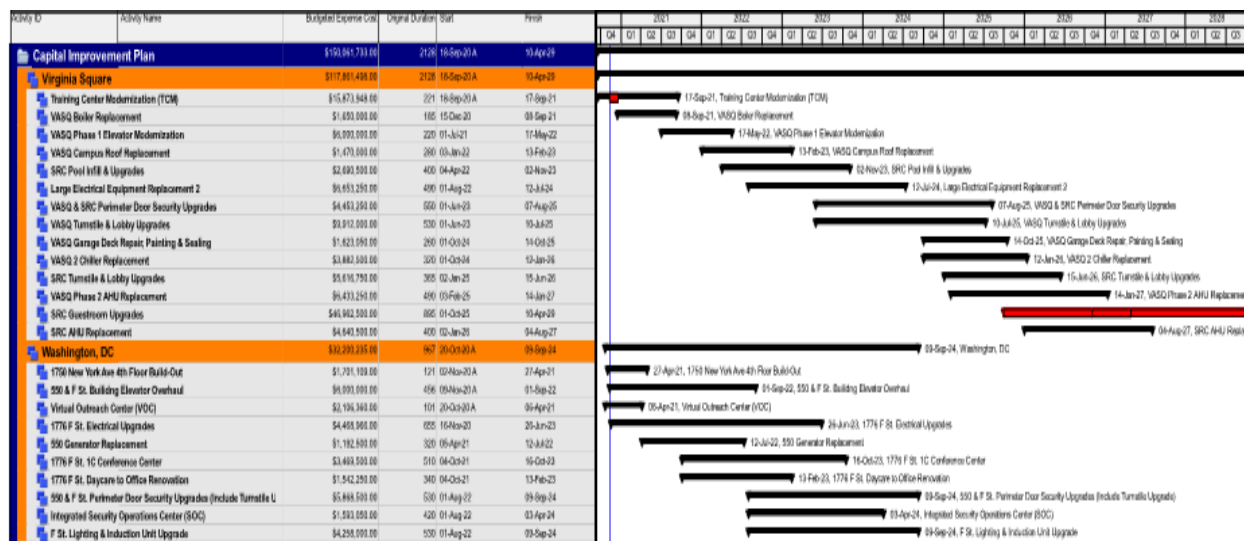 Activity ID Activity Name Budgeted Expense Cost Original Duration Start Finish 2021 2022 2023 2024 2025 2026 2027 2028
Q4 Q1 Q2 Q3 Q4 Q1 Q2 Q3 Q4 Q1 Q2 Q3 Q4 Q1 Q2 Q3 Q4 Q1 Q2 Q3 Q4 Q1 Q2 Q3 Q4 Q1 Q2 Q3 Q4 Q1 Q2 Q3
Capital Improvement Plan 2128 18-Sep-20 A 10-Apr-29
Virginia Square 2128 18-Sep-20 A 10-Apr-29
Training Center Modernization (TCM) $15,873,948.00 221 18-Sep-20 A 17-Sep-21 17-Sep-21, Training Center Modernization (TCM)
VASQ Boiler Replacement $1,650,000.00 185 15-Dec-20 08-Sep-21 08-Sep-21, VASQ Boiler Replacement
VASQ Phase 1 Elevator Modernization $6,000,000.00 220 01-Jul-21 17-May-22 17-May-22, VASQ Phase 1 Elevator Modernization
VASQ Campus Roof Replacement $1,470,000.00 280 03-Jan-22 13-Feb-23 13-Feb-23, VASQ Campus Roof Replacement
SRC Pool Infill & Upgrades $2,690,500.00 400 04-Apr-22 02-Nov-23 02-Nov-23, SRC Pool Infill & Upgrades
Large Electrical Equipment Replacement 2 $6,653,250.00 490 01-Aug-22 12-Jul-24 12-Jul-24, Large Electrical Equipment Replacement 2
VASQ & SRC Perimeter Door Security Upgrades $4,453,250.00 550 01-Jun-23 07-Aug-25 07-Aug-25, VASQ & SRC Perimeter Door Security Upgrades
VASQ Turnstile & Lobby Upgrades $9,912,000.00 530 01-Jun-23 10-Jul-25 10-Jul-25, VASQ Turnstile & Lobby Upgrades
VASQ Garage Deck Repair, Painting & Sealing $1,623,050.00 260 01-Oct-24 14-Oct-25 14-Oct-25, VASQ Garage Deck Repair, Painting & Sealing
VASQ 2 Chiller Replacement $3,882,500.00 320 01-Oct-24 12-Jan-26 12-Jan-26, VASQ 2 Chiller Replacement
SRC Turnstile & Lobby Upgrades $5,616,750.00 365 02-Jan-25 15-Jun-26 15-Jun-26, SRC Turnstile & Lobby Upgrades
VASQ Phase 2 AHU Replacement $6,433,250.00 490 03-Feb-25 14-Jan-27 14-Jan-27, VASQ Phase 2 AHU Replaceme
SRC Guestroom Upgrades 895 01-Oct-25 10-Apr-29
SRC AHU Replacement $4,640,500.00 400 02-Jan-26 04-Aug-27 04-Aug-27, SRC AHU Repla
Washington, DC $32,200,235.00 967 20-Oct-20 A 09-Sep-24 09-Sep-24, Washington, DC
1750 New York Ave 4th Floor Build-Out $1,701,109.00 121 02-Nov-20 A 27-Apr-21 27-Apr-21, 1750 New York Ave 4th Floor Build-Out
550 & F St. Building Elevator Overhaul $6,000,000.00 456 09-Nov-20 A 01-Sep-22 01-Sep-22, 550 & F St. Building Elevator Overhaul
Virtual Outreach Center (VOC) 101 20-Oct-20 A 06-Apr-21 06-Apr-21, Virtual Outreach Center (VOC)
1776 F St. Electrical Upgrades 655 16-Nov-20 26-Jun-23 26-Jun-23, 1776 F St. Electrical Upgrades
550 Generator Replacement $1,182,500.00 320 05-Apr-21 12-Jul-22 12-Jul-22, 550 Generator Replacement
1776 F St. 1C Conference Center $3,469,500.00 510 04-Oct-21 16-Oct-23 16-Oct-23, 1776 F St. 1C Conference Center
1776 F St. Daycare to Office Renovation $1,542,250.00 340 04-Oct-21 13-Feb-23 13-Feb-23, 1776 F St. Daycare to Office Renovation
550 & F St. Perimeter Door Security Upgrades (Include Turnstile U 530 01-Aug-22 09-Sep-24 09-Sep-24, 550 & F St. Perimeter Door Security Upgrades (Include Turnstile Upgrade)
Integrated Security Operations Center (SOC) $1,593,050.00 420 01-Aug-22 03-Apr-24 03-Apr-24, Integrated Security Operations Center (SOC)
F St. Lighting & Induction Unit Upgrade 530 01-Aug-22 09-Sep-24 09-Sep-24, F St. Lighting & Induction Unit Upgrade